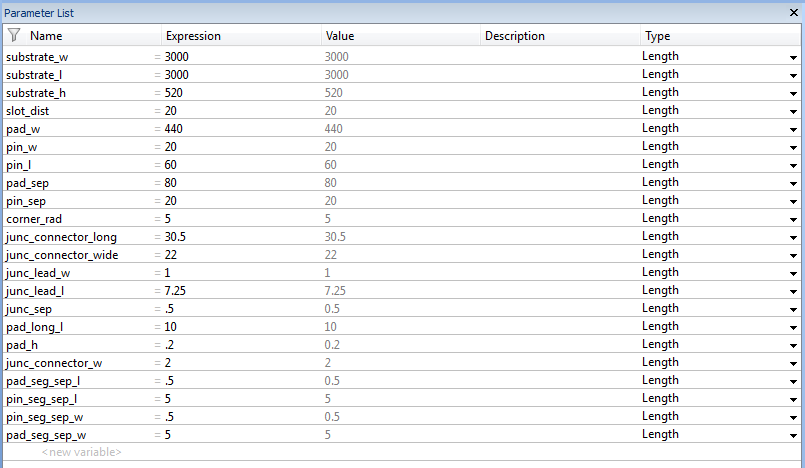 Parameter List
Name Expression Value Description Type
substrate_w = 3000 3000 Length
substrate_l = 3000 3000 Length
substrate_h = 520 520 Length
slot_dist = 20 20 Length
pad_w = 440 440 Length
pin_w = 20 20 Length
pin_l = 60 60 Length
pad_sep = 80 80 Length
pin_sep = 20 20 Length
corner_rad = 5 5 Length
junc_connector_long = 30.5 30.5 Length
junc_connector_wide = 22 22 Length
junc_lead_w = 1 1 Length
junc_lead_l = 7.25 7.25 Length
junc_sep = .5 0.5 Length
pad_long_l = 10 10 Length
pad_h = .2 0.2 Length
junc_connector_w = 2 2 Length
pad_seg_sep_l = .5 0.5 Length
pin_seg_sep_l = 5 5 Length
pin_seg_sep_w = .5 0.5 Length
pad_seg_sep_w = 5 5 Length
<new variable>